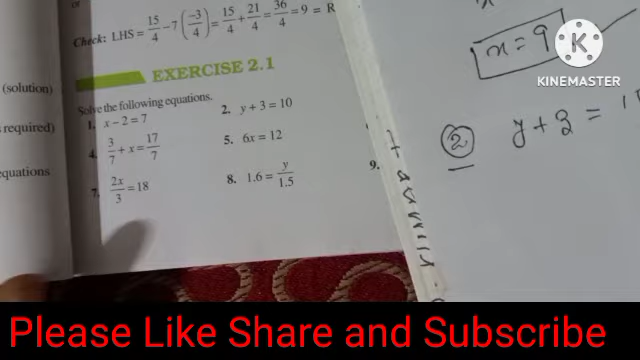 or
Check: LHS = 15/4 − 7 (−3/4) = 15/4 + 21/4 = 36/4 = 9 = R
(solution)
required)
equations
EXERCISE 2.1
Solve the following equations.
1. x − 2 = 7
2. y + 3 = 10
4. 3/7 + x = 17/7
5. 6x = 12
7. 2x/3 = 18
8. 1.6 = y/1.5
9.
x = 9
K
KINEMASTER
② y + 3 =
Please Like Share and Subscribe